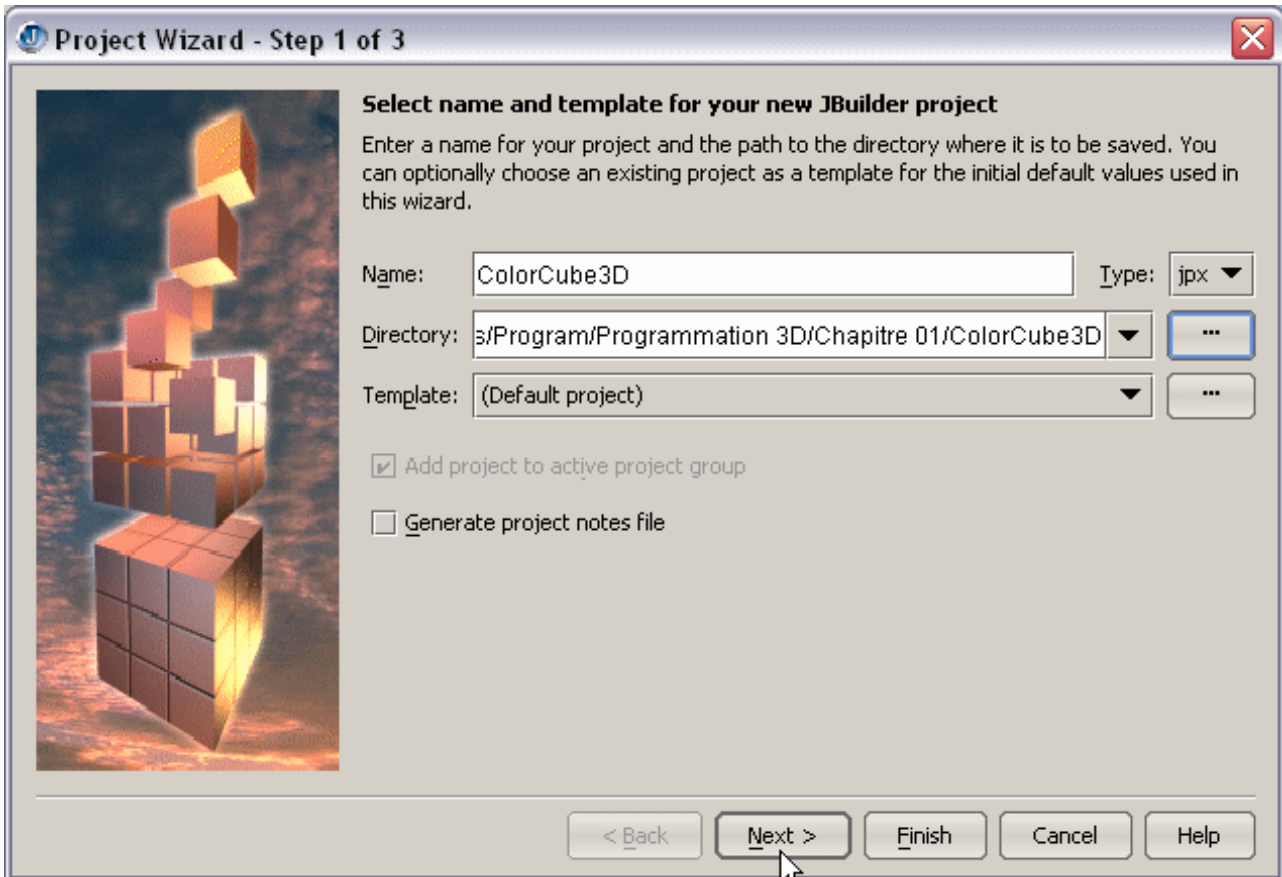 Project Wizard - Step 1 of 3
Select name and template for your new JBuilder project
Enter a name for your project and the path to the directory where it is to be saved. You
can optionally choose an existing project as a template for the initial default values used in
this wizard.
Name: ColorCube3D Type: jpx
Directory: s/Program/Programmation 3D/Chapitre 01/ColorCube3D ...
Template: (Default project) ...
Add project to active project group
Generate project notes file
< Back Next > Finish Cancel Help